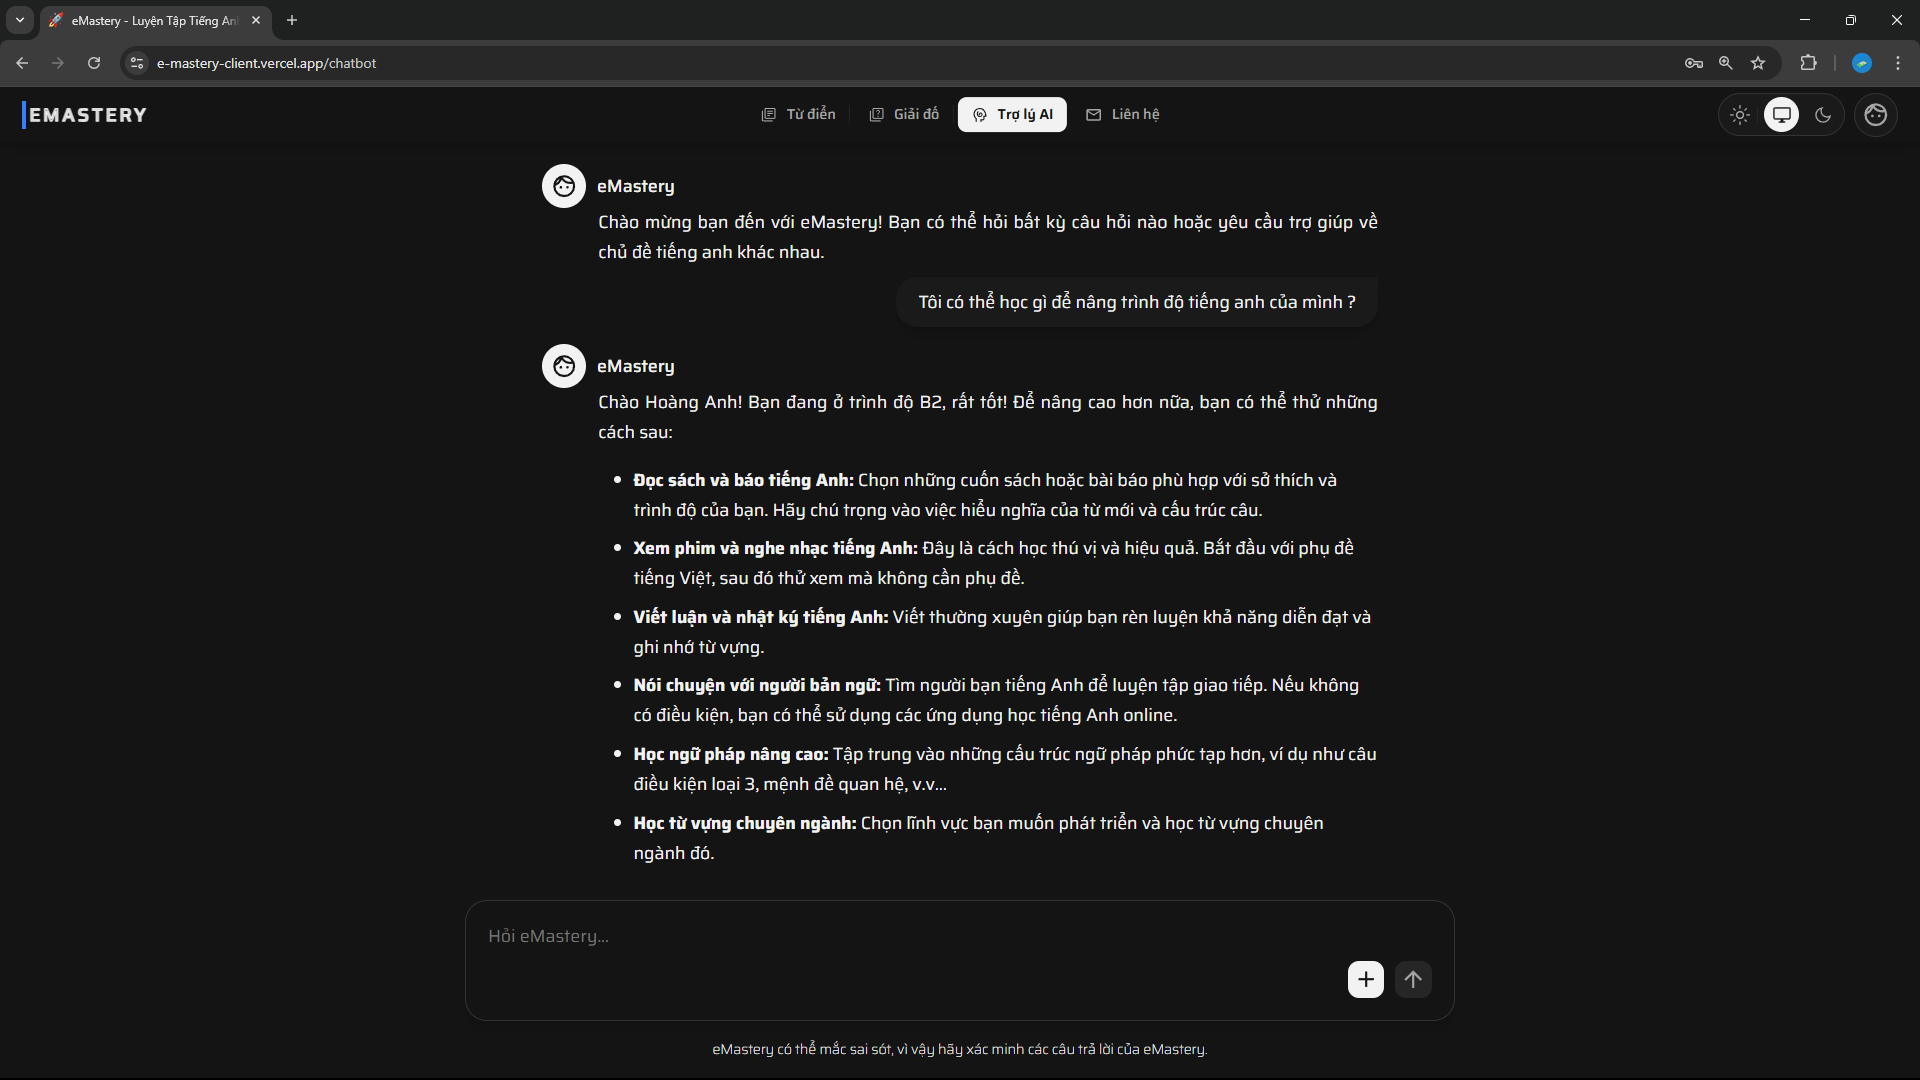 eMastery - Luyện Tập Tiếng An
e-mastery-client.vercel.app/chatbot
EMASTERY
Từ điển
Giải đố
Trợ lý AI
Liên hệ
eMastery
Chào mừng bạn đến với eMastery! Bạn có thể hỏi bất kỳ câu hỏi nào hoặc yêu cầu trợ giúp về
chủ đề tiếng anh khác nhau.
Tôi có thể học gì để nâng trình độ tiếng anh của mình ?
eMastery
Chào Hoàng Anh! Bạn đang ở trình độ B2, rất tốt! Để nâng cao hơn nữa, bạn có thể thử những
cách sau:
Đọc sách và báo tiếng Anh: Chọn những cuốn sách hoặc bài báo phù hợp với sở thích và
trình độ của bạn. Hãy chú trọng vào việc hiểu nghĩa của từ mới và cấu trúc câu.
Xem phim và nghe nhạc tiếng Anh: Đây là cách học thú vị và hiệu quả. Bắt đầu với phụ đề
tiếng Việt, sau đó thử xem mà không cần phụ đề.
Viết luận và nhật ký tiếng Anh: Viết thường xuyên giúp bạn rèn luyện khả năng diễn đạt và
ghi nhớ từ vựng.
Nói chuyện với người bản ngữ: Tìm người bạn tiếng Anh để luyện tập giao tiếp. Nếu không
có điều kiện, bạn có thể sử dụng các ứng dụng học tiếng Anh online.
Học ngữ pháp nâng cao: Tập trung vào những cấu trúc ngữ pháp phức tạp hơn, ví dụ như câu
điều kiện loại 3, mệnh đề quan hệ, v.v...
Học từ vựng chuyên ngành: Chọn lĩnh vực bạn muốn phát triển và học từ vựng chuyên
ngành đó.
Hỏi eMastery...
eMastery có thể mắc sai sót, vì vậy hãy xác minh các câu trả lời của eMastery.